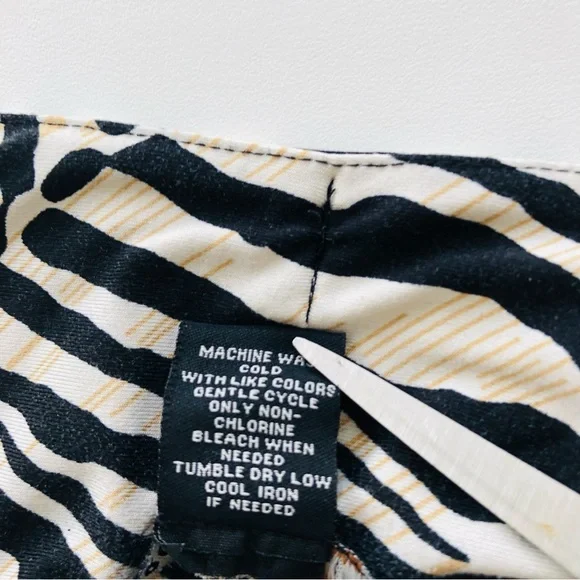 MACHINE WAS
COLD
WITH LIKE COLORS
GENTLE CYCLE
ONLY NON-
CHLORINE
BLEACH WHEN
NEEDED
TUMBLE DRY LOW
COOL IRON
IF NEEDED